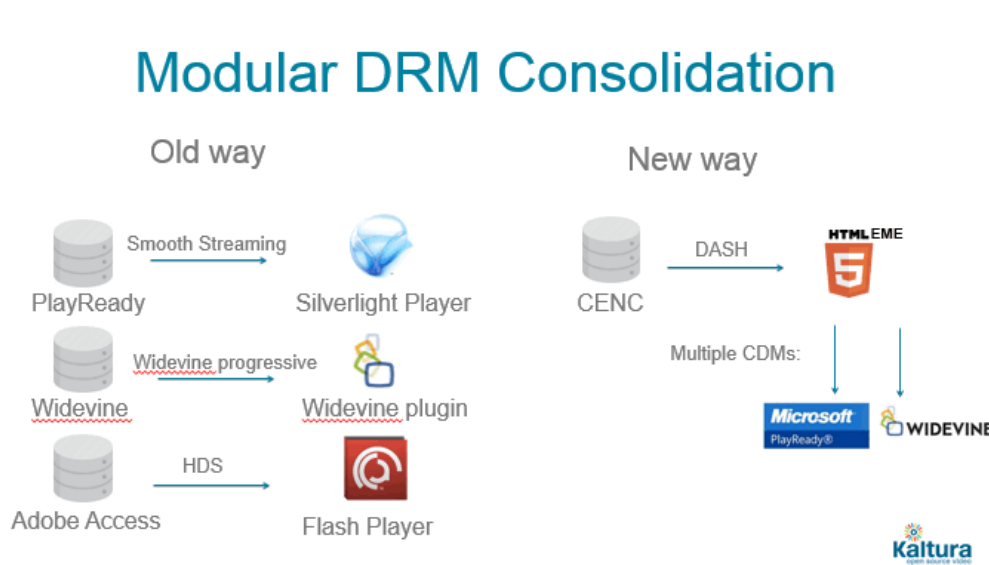 Modular DRM Consolidation
Old way
New way
Smooth Streaming
PlayReady
Silverlight Player
Widevine progressive
Widevine
Widevine plugin
HDS
Adobe Access
Flash Player
HTML EME
5
DASH
CENC
Multiple CDMs:
Microsoft
PlayReady®
WIDEVINE
Kaltura
open source video